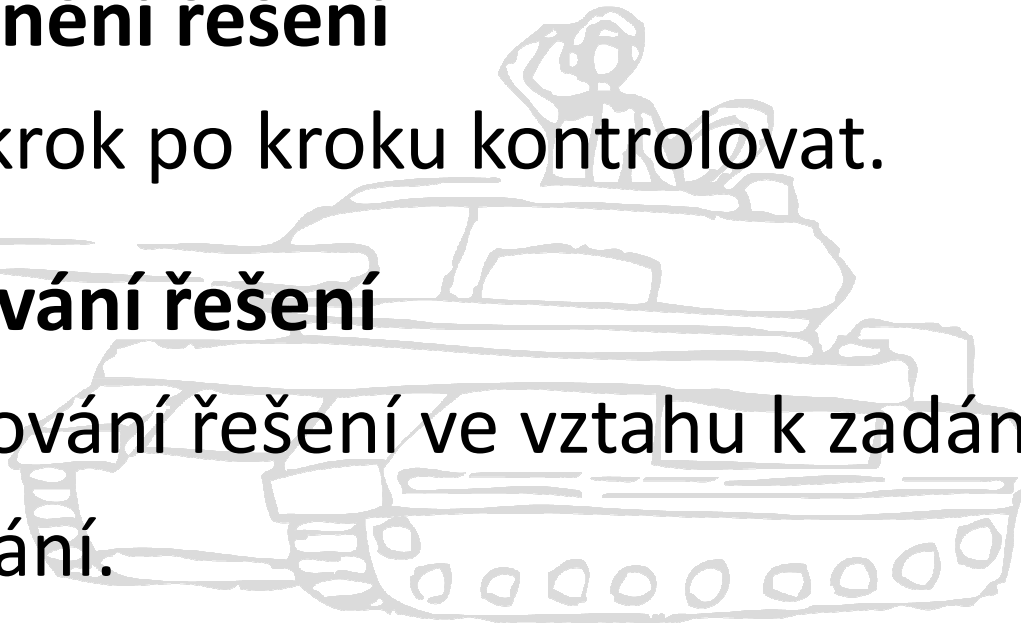 nění řešení
krok po kroku kontrolovat.
vání řešení
ování řešení ve vztahu k zadán
ání.